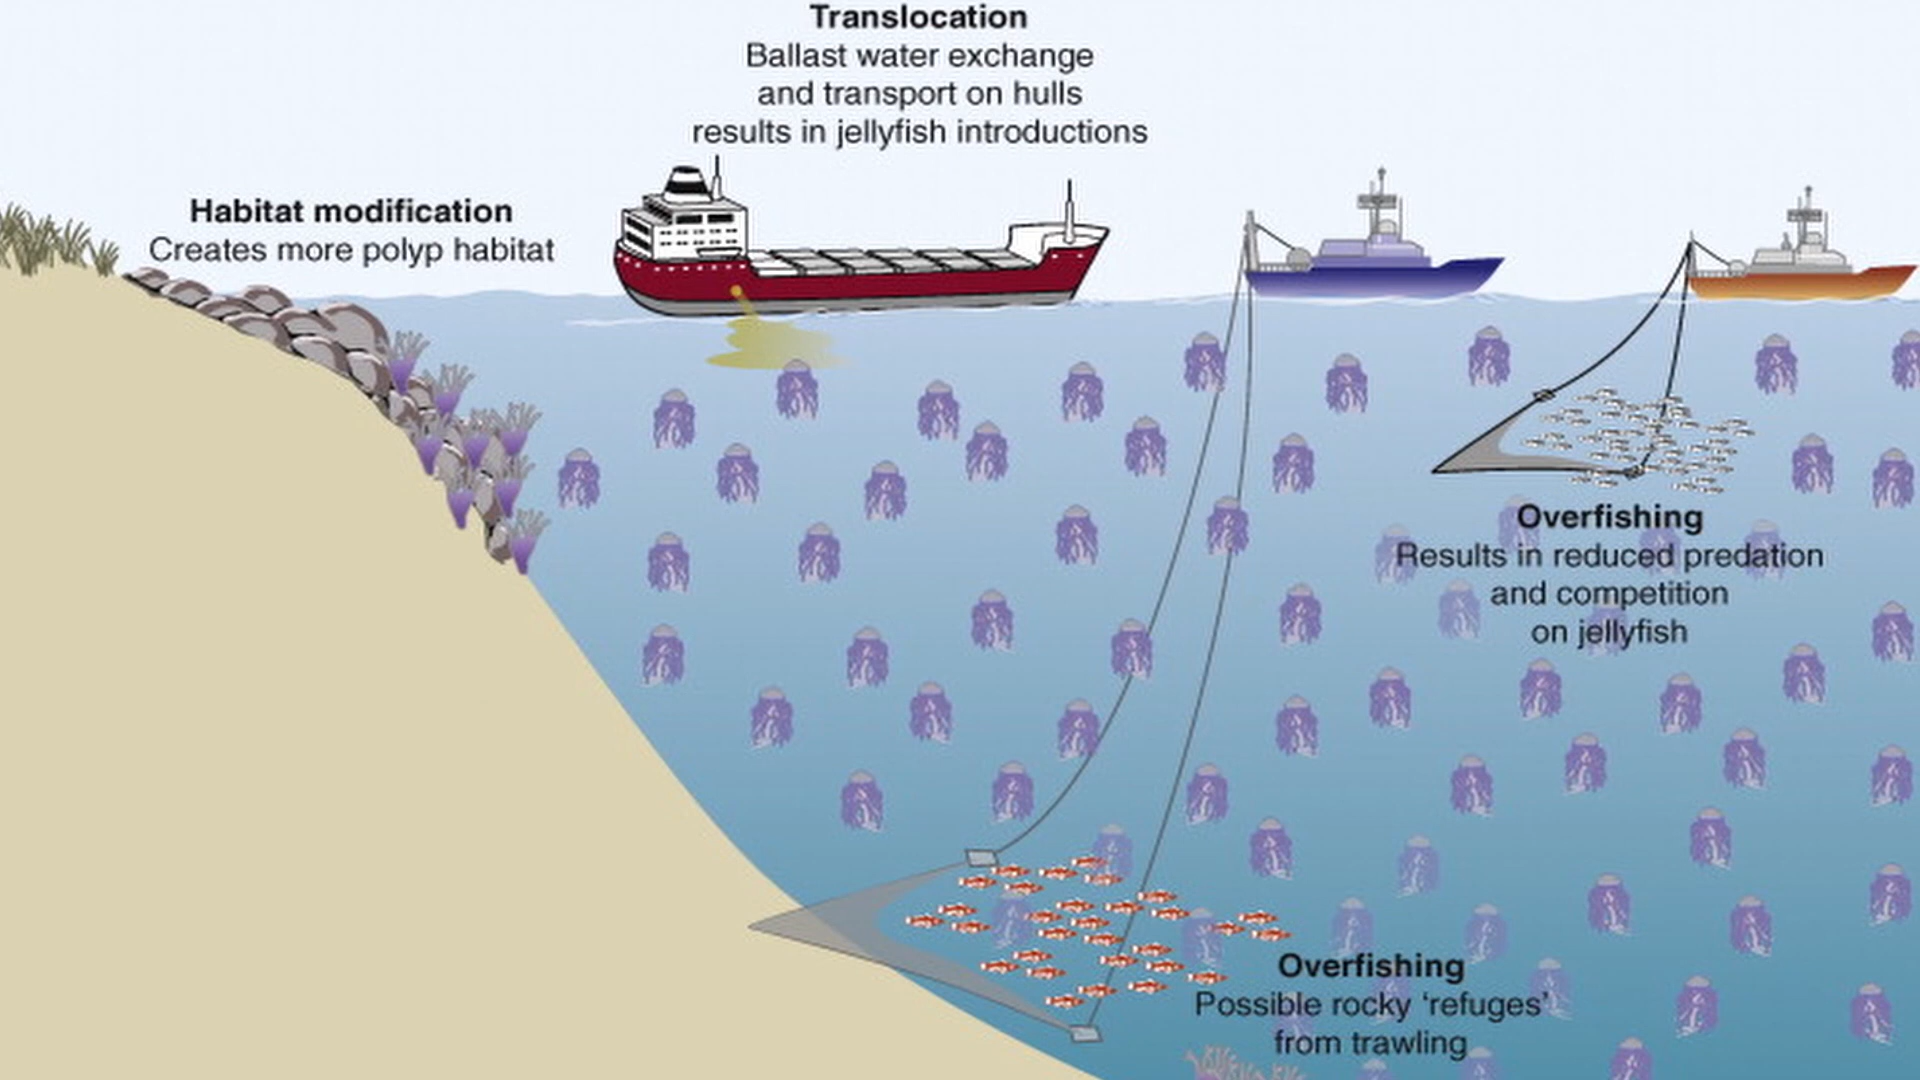 Translocation
Ballast water exchange
and transport on hulls
results in jellyfish introductions
Habitat modification
Creates more polyp habitat
Overfishing
Results in reduced predation
and competition
on jellyfish
Overfishing
Possible rocky ‘refuges’
from trawling